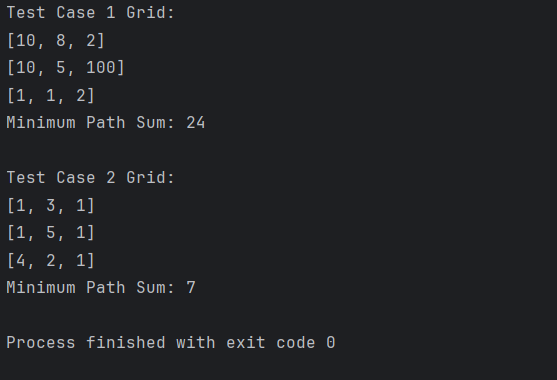 Test Case 1 Grid:
[10, 8, 2]
[10, 5, 100]
[1, 1, 2]
Minimum Path Sum: 24
Test Case 2 Grid:
[1, 3, 1]
[1, 5, 1]
[4, 2, 1]
Minimum Path Sum: 7
Process finished with exit code 0